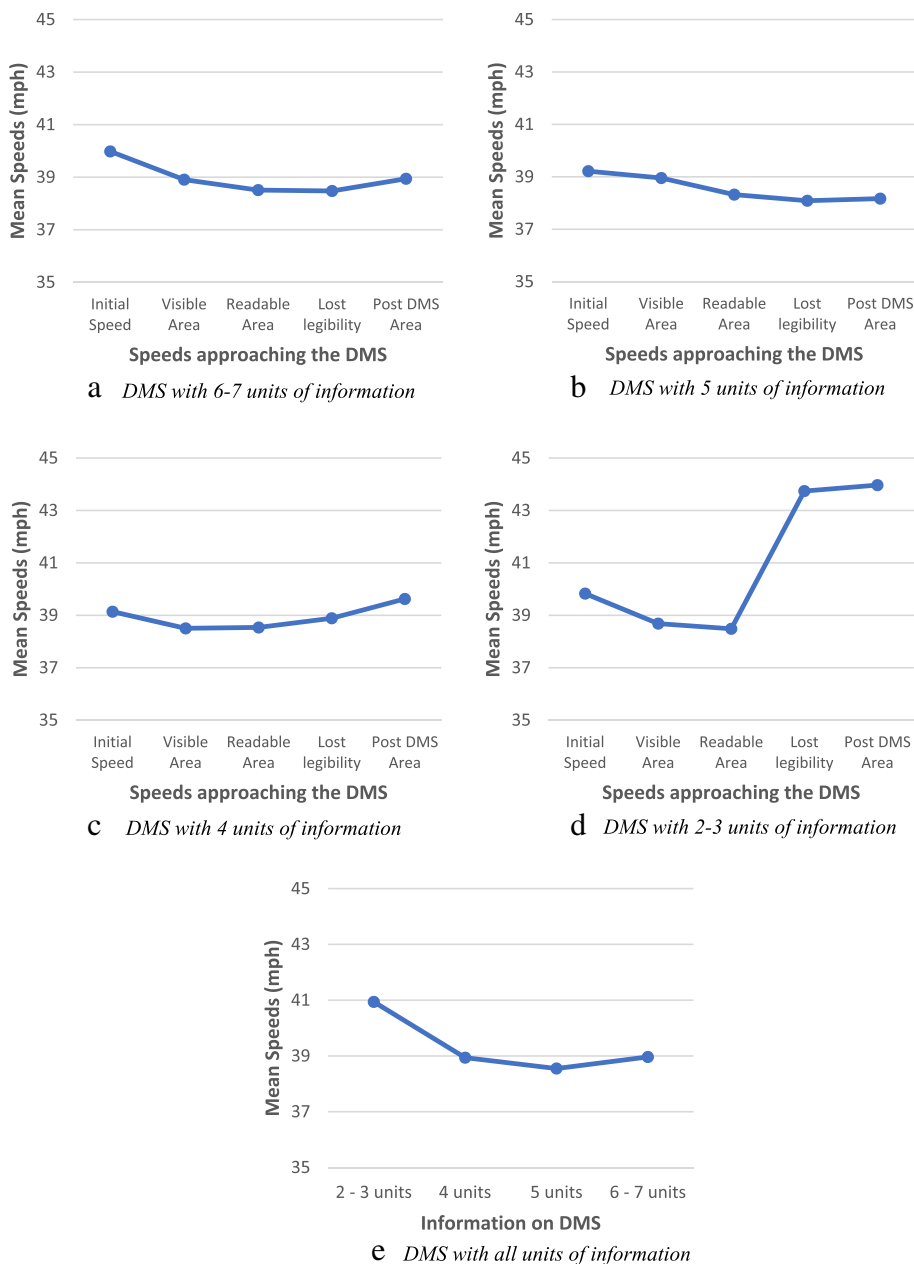 45
43
41
39
37
35
Mean Speeds (mph)
Initial Speed
Visible Area
Readable Area
Lost legibility
Post DMS Area
Speeds approaching the DMS
a DMS with 6-7 units of information
45
43
41
39
37
35
Mean Speeds (mph)
Initial Speed
Visible Area
Readable Area
Lost legibility
Post DMS Area
Speeds approaching the DMS
b DMS with 5 units of information
45
43
41
39
37
35
Mean Speeds (mph)
Initial Speed
Visible Area
Readable Area
Lost legibility
Post DMS Area
Speeds approaching the DMS
c DMS with 4 units of information
45
43
41
39
37
35
Mean Speeds (mph)
Initial Speed
Visible Area
Readable Area
Lost legibility
Post DMS Area
Speeds approaching the DMS
d DMS with 2-3 units of information
45
43
41
39
37
35
Mean Speeds (mph)
2 - 3 units
4 units
5 units
6 - 7 units
Information on DMS
e DMS with all units of information